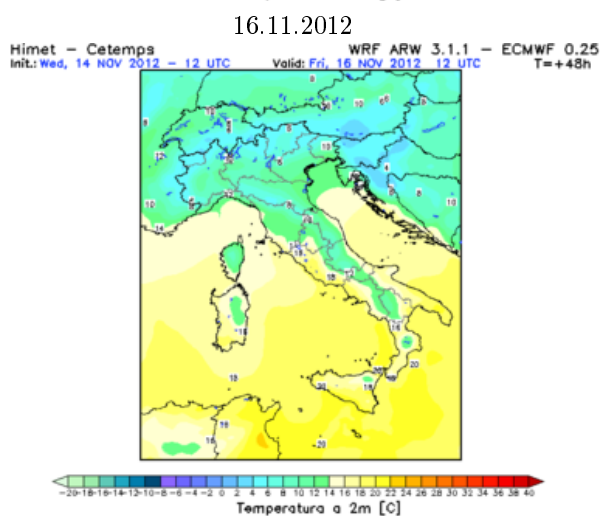 16.11.2012
Himet – Cetemps WRF ARW 3.1.1 – ECMWF 0.25
Init.: Wed, 14 NOV 2012 – 12 UTC Valid: Fri, 16 NOV 2012 12 UTC T=+48h
-20 -18 -16 -14 -12 -10 -8 -6 -4 -2 0 2 4 6 8 10 12 14 16 18 20 22 24 26 28 30 32 34 36 38 40
Temperatura a 2m [C]